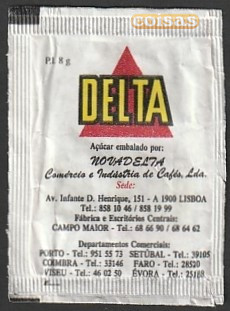 coisas
P.L. 8 g
DELTA
Açúcar embalado por:
NOVADELTA
Comércio e Indústria de Cafés, Lda.
Sede:
Av. Infante D. Henrique, 151 - A 1900 LISBOA
Tel.: 858 10 46 / 858 19 99
Fábrica e Escritórios Centrais:
CAMPO MAIOR - Tel.: 68 66 90 / 68 64 62
Departamentos Comerciais:
PORTO - Tel.: 951 55 73 SETÚBAL - Tel.: 39105
COIMBRA - Tel.: 33146 FARO - Tel.: 28520
VISEU - Tel.: 46 02 50 ÉVORA - Tel.: